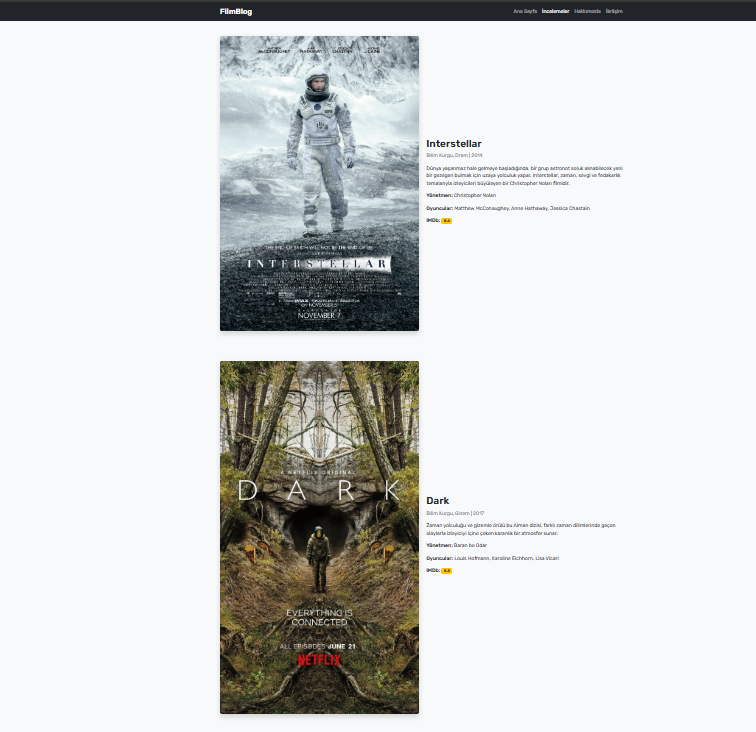 FilmBlog
Ana Sayfa İncelemeler Hakkımızda İletişim
INTERSTELLAR
NOVEMBER 7
Interstellar
Bilim Kurgu, Dram | 2014
Dünya yaşanmaz hale gelmeye başladığında, bir grup astronot soluk alınabilecek yeni
bir gezegen bulmak için uzaya yolculuk yapar. Interstellar, zaman, sevgi ve fedakarlık
temalarıyla izleyicileri büyüleyen bir Christopher Nolan filmidir.
Yönetmen: Christopher Nolan
Oyuncular: Matthew McConaughey, Anne Hathaway, Jessica Chastain
IMDb:
A NETFLIX ORIGINAL
DARK
EVERYTHING IS
CONNECTED
ALL EPISODES JUNE 21
NETFLIX
Dark
Bilim Kurgu, Gizem | 2017
Zaman yolculuğu ve gizemle örülü bu Alman dizisi, farklı zaman dilimlerinde geçen
olaylarla izleyiciyi içine çeken karanlık bir atmosfer sunar.
Yönetmen: Baran bo Odar
Oyuncular: Louis Hofmann, Karoline Eichhorn, Lisa Vicari
IMDb: 8.8